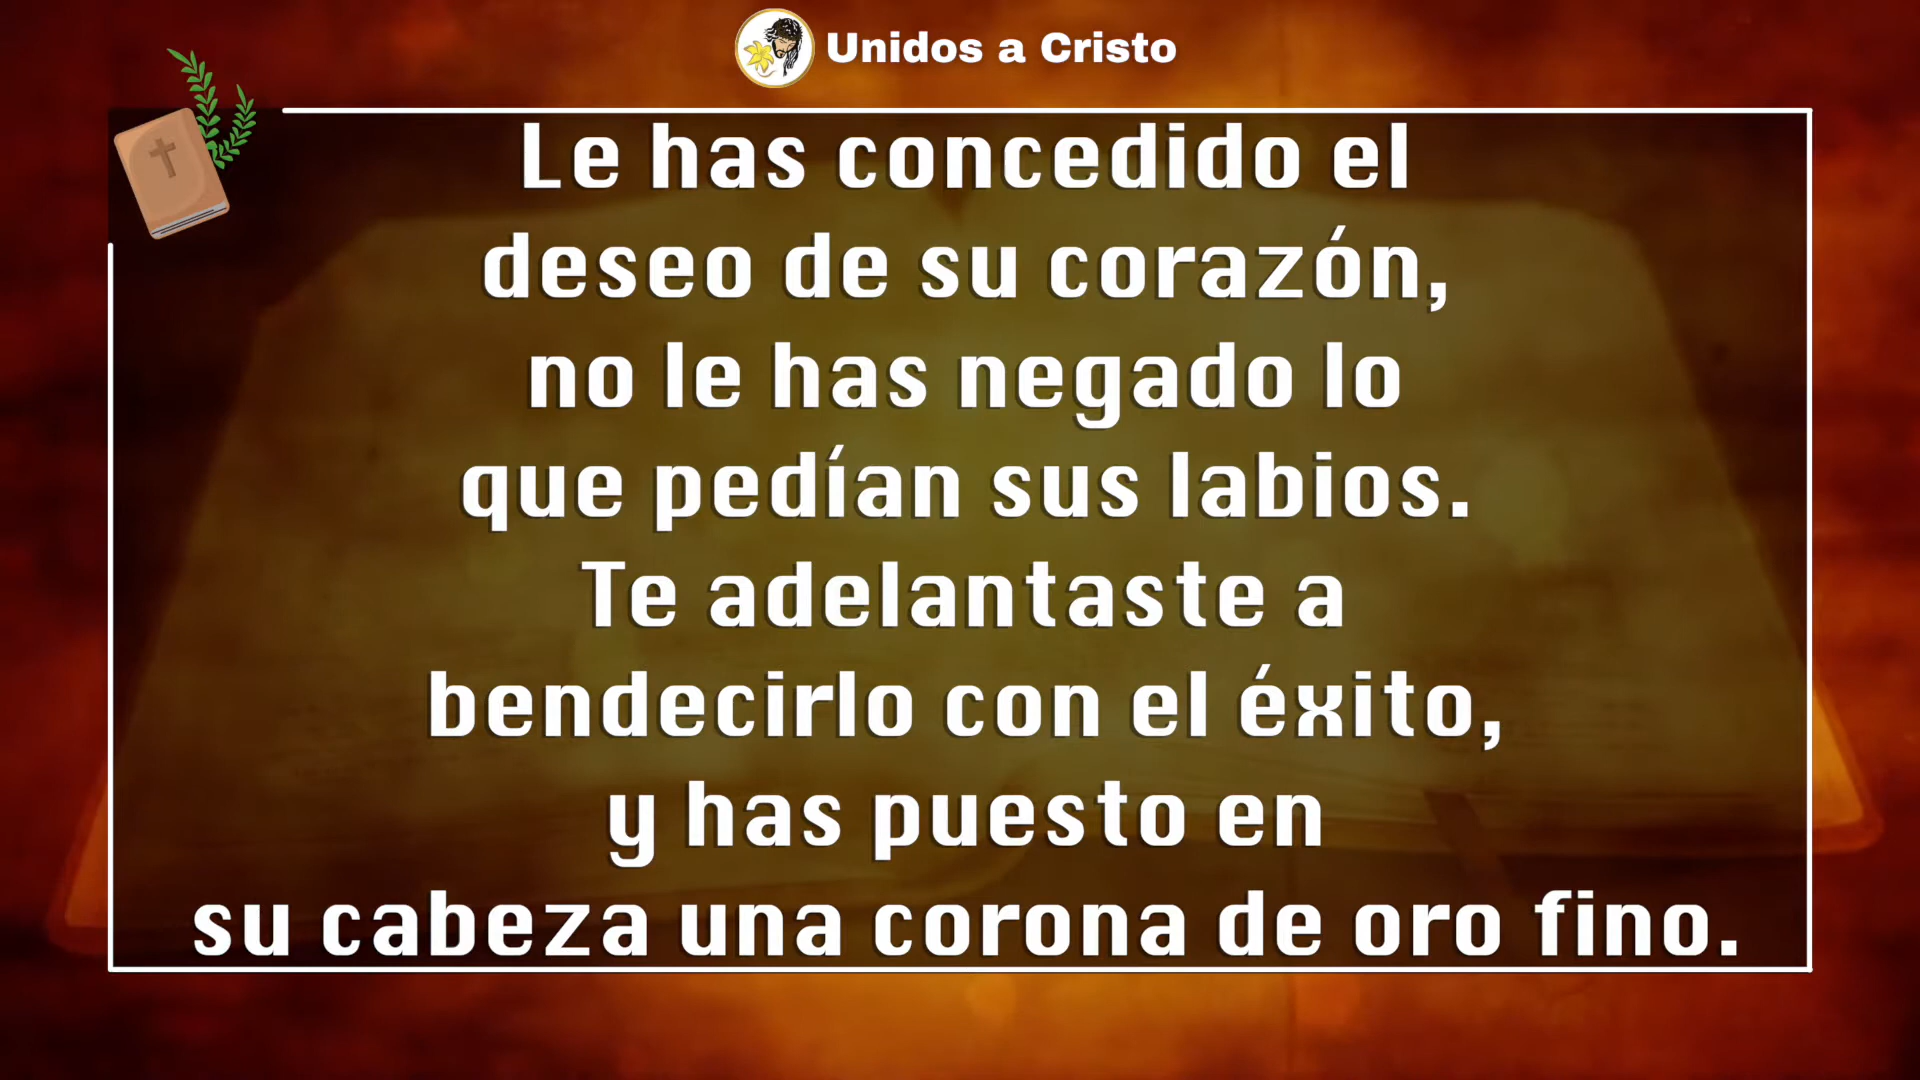 Unidos a Cristo
Le has concedido el
deseo de su corazón,
no le has negado lo
que pedían sus labios.
Te adelantaste a
bendecirlo con el éxito,
y has puesto en
su cabeza una corona de oro fino.